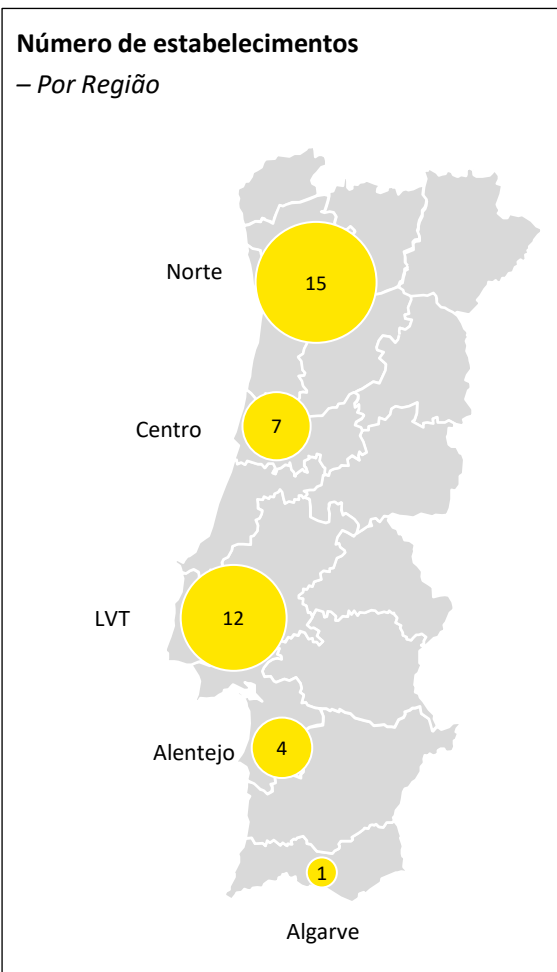 Número de estabelecimentos
– Por Região
Norte
15
Centro
7
LVT
12
Alentejo
4
1
Algarve